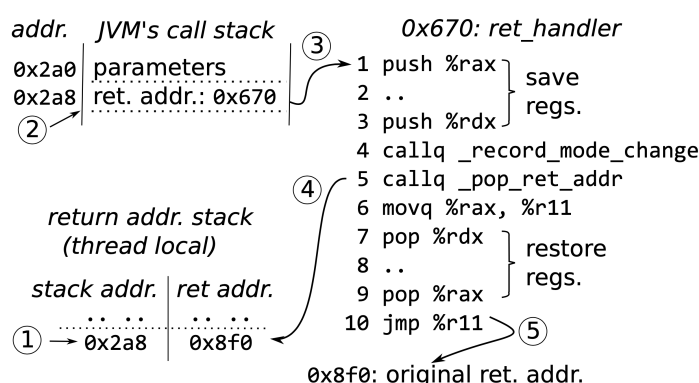 addr. JVM's call stack
0x2a0 parameters
0x2a8 ret. addr.: 0x670
②
③
0x670: ret_handler
1 push %rax
2 ..
3 push %rdx
save
regs.
4 callq _record_mode_change
5 callq _pop_ret_addr
6 movq %rax, %r11
7 pop %rdx
8 ..
9 pop %rax
restore
regs.
10 jmp %r11
④
return addr. stack
(thread local)
stack addr. ret addr.
.. .. .. ..
① 0x2a8 0x8f0
⑤
0x8f0: original ret. addr.